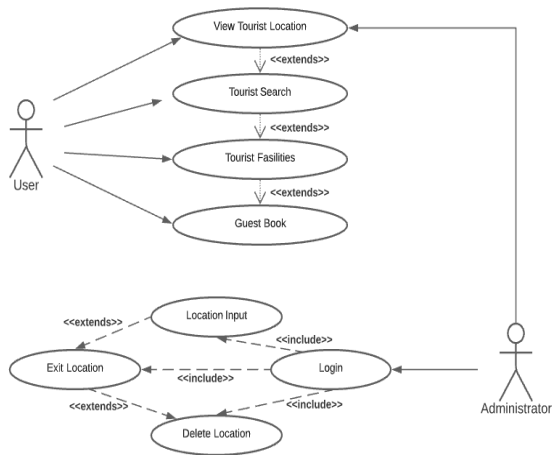 View Tourist Location
<<extends>>
Tourist Search
<<extends>>
Tourist Fasilities
<<extends>>
Guest Book
User
Location Input
<<extends>>
<<include>>
Exit Location
<<include>>
Login
<<extends>>
<<include>>
Delete Location
Administrator